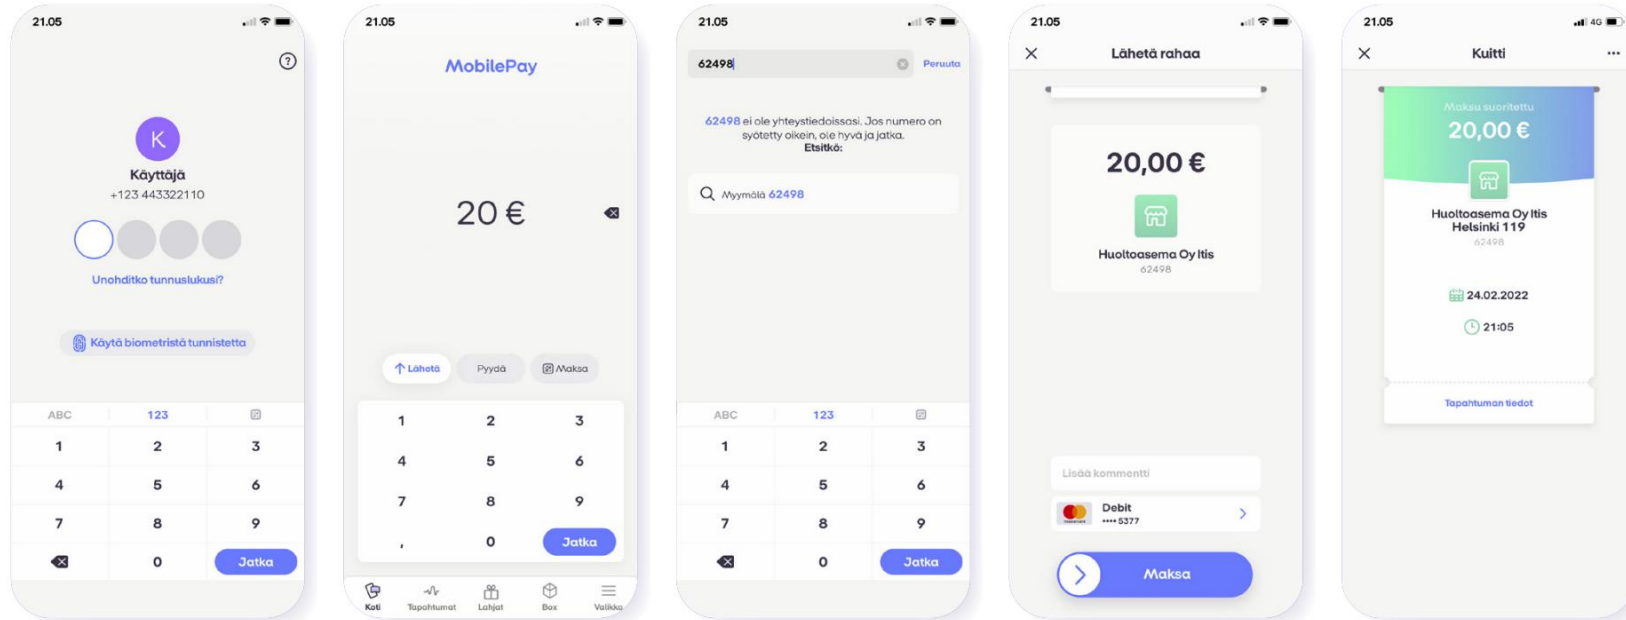 21.05
?
K
Käyttäjä
+123 443322110
Unohditko tunnuslukusi?
Käytä biometristä tunnistetta
ABC 123
1 2 3
4 5 6
7 8 9
0 Jatka
21.05
MobilePay
20 €
Lähetä Pyydä Maksa
1 2 3
4 5 6
7 8 9
, 0 Jatka
Koti Tapahtumat Lahjat Box Valikko
21.05
62498 Peruuta
62498 ei ole yhteystiedoissasi. Jos numero on
syötetty oikein, ole hyvä ja jatka.
Etsitkö:
Myymälä 62498
ABC 123
1 2 3
4 5 6
7 8 9
0 Jatka
21.05
Lähetä rahaa
20,00 €
Huoltoasema Oy Itis
62498
Lisää kommentti
Debit
•••• 5377
Maksa
21.05 4G
Kuitti ...
Maksu suoritettu
20,00 €
Huoltoasema Oy Itis
Helsinki 119
62498
24.02.2022
21:05
Tapahtuman tiedot